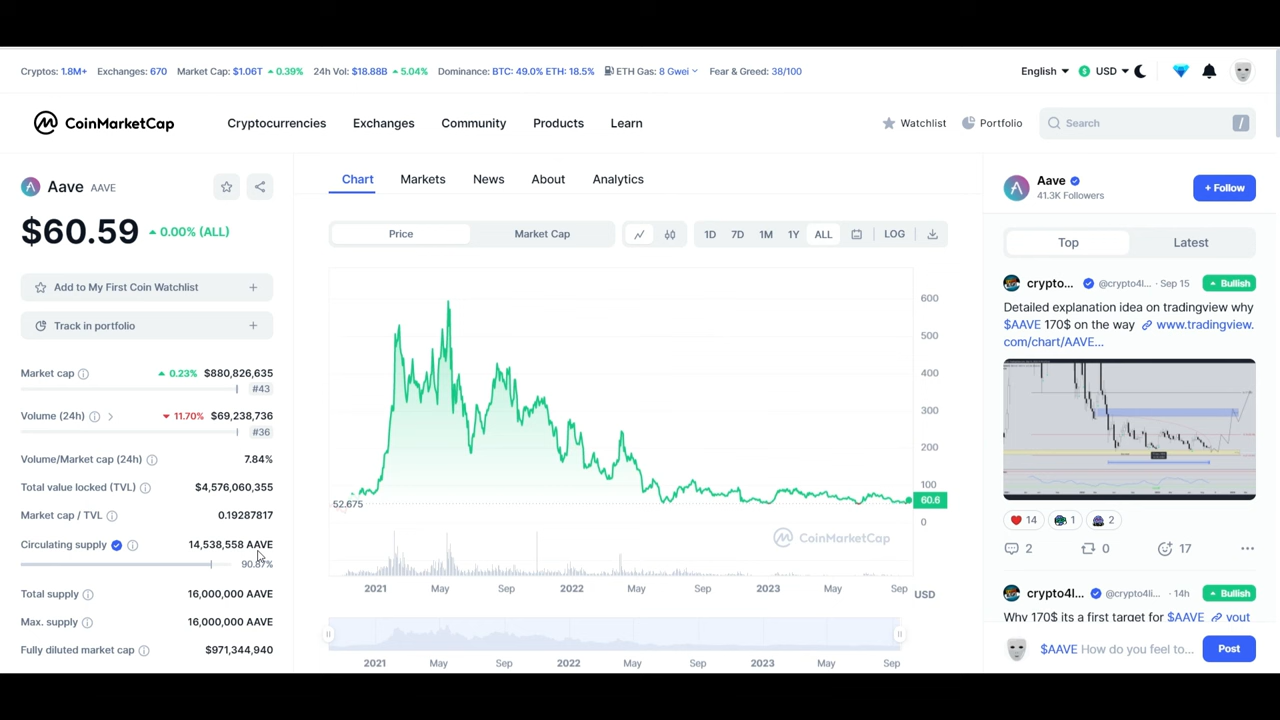 Cryptos: 1.8M+ Exchanges: 670 Market Cap: $1.06T 0.39% 24h Vol: $18.88B 5.04% Dominance: BTC: 49.0% ETH: 18.5% ETH Gas: 8 Gwei Fear & Greed: 38/100
English USD
CoinMarketCap
Cryptocurrencies Exchanges Community Products Learn
Watchlist Portfolio Search /
Aave AAVE
$60.59 0.00% (ALL)
Add to My First Coin Watchlist +
Track in portfolio +
Market cap 0.23% $880,826,635
#43
Volume (24h) 11.70% $69,238,736
#36
Volume/Market cap (24h) 7.84%
Total value locked (TVL) $4,576,060,355
Market cap / TVL 0.19287817
Circulating supply 14,538,558 AAVE
90.87%
Total supply 16,000,000 AAVE
Max. supply 16,000,000 AAVE
Fully diluted market cap $971,344,940
Chart Markets News About Analytics
Price Market Cap 1D 7D 1M 1Y ALL LOG
600
500
400
300
200
100
60.6
0
52.675
CoinMarketCap
2021 May Sep 2022 May Sep 2023 May Sep
USD
2021 May Sep 2022 May Sep 2023 May Sep
Aave
41.3K Followers
+ Follow
Top Latest
crypto... @crypto4l... · Sep 15 Bullish
Detailed explanation idea on tradingview why
$AAVE 170$ on the way www.tradingview.
com/chart/AAVE...
14 1 2
2 0 17
crypto4l... @crypto4li... · 14h Bullish
Why 170$ its a first target for $AAVE yout
$AAVE How do you feel to... Post